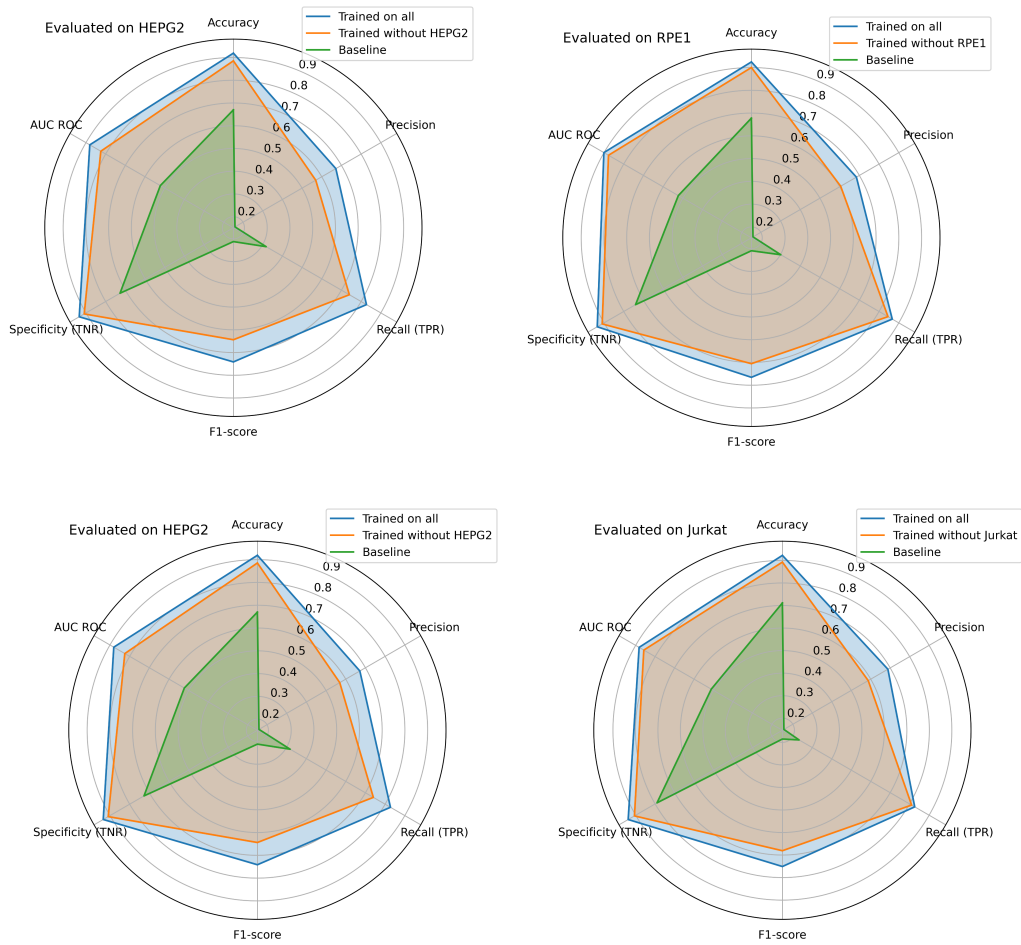 Evaluated on HEPG2
Accuracy
Trained on all
Trained without HEPG2
Baseline
AUC ROC
Precision
0.9
0.8
0.7
0.6
0.5
0.4
0.3
0.2
Specificity (TNR)
Recall (TPR)
F1-score
Evaluated on RPE1
Accuracy
Trained on all
Trained without RPE1
Baseline
AUC ROC
Precision
0.9
0.8
0.7
0.6
0.5
0.4
0.3
0.2
Specificity (TNR)
Recall (TPR)
F1-score
Evaluated on HEPG2
Accuracy
Trained on all
Trained without HEPG2
Baseline
AUC ROC
Precision
0.9
0.8
0.7
0.6
0.5
0.4
0.3
0.2
Specificity (TNR)
Recall (TPR)
F1-score
Evaluated on Jurkat
Accuracy
Trained on all
Trained without Jurkat
Baseline
AUC ROC
Precision
0.9
0.8
0.7
0.6
0.5
0.4
0.3
0.2
Specificity (TNR)
Recall (TPR)
F1-score